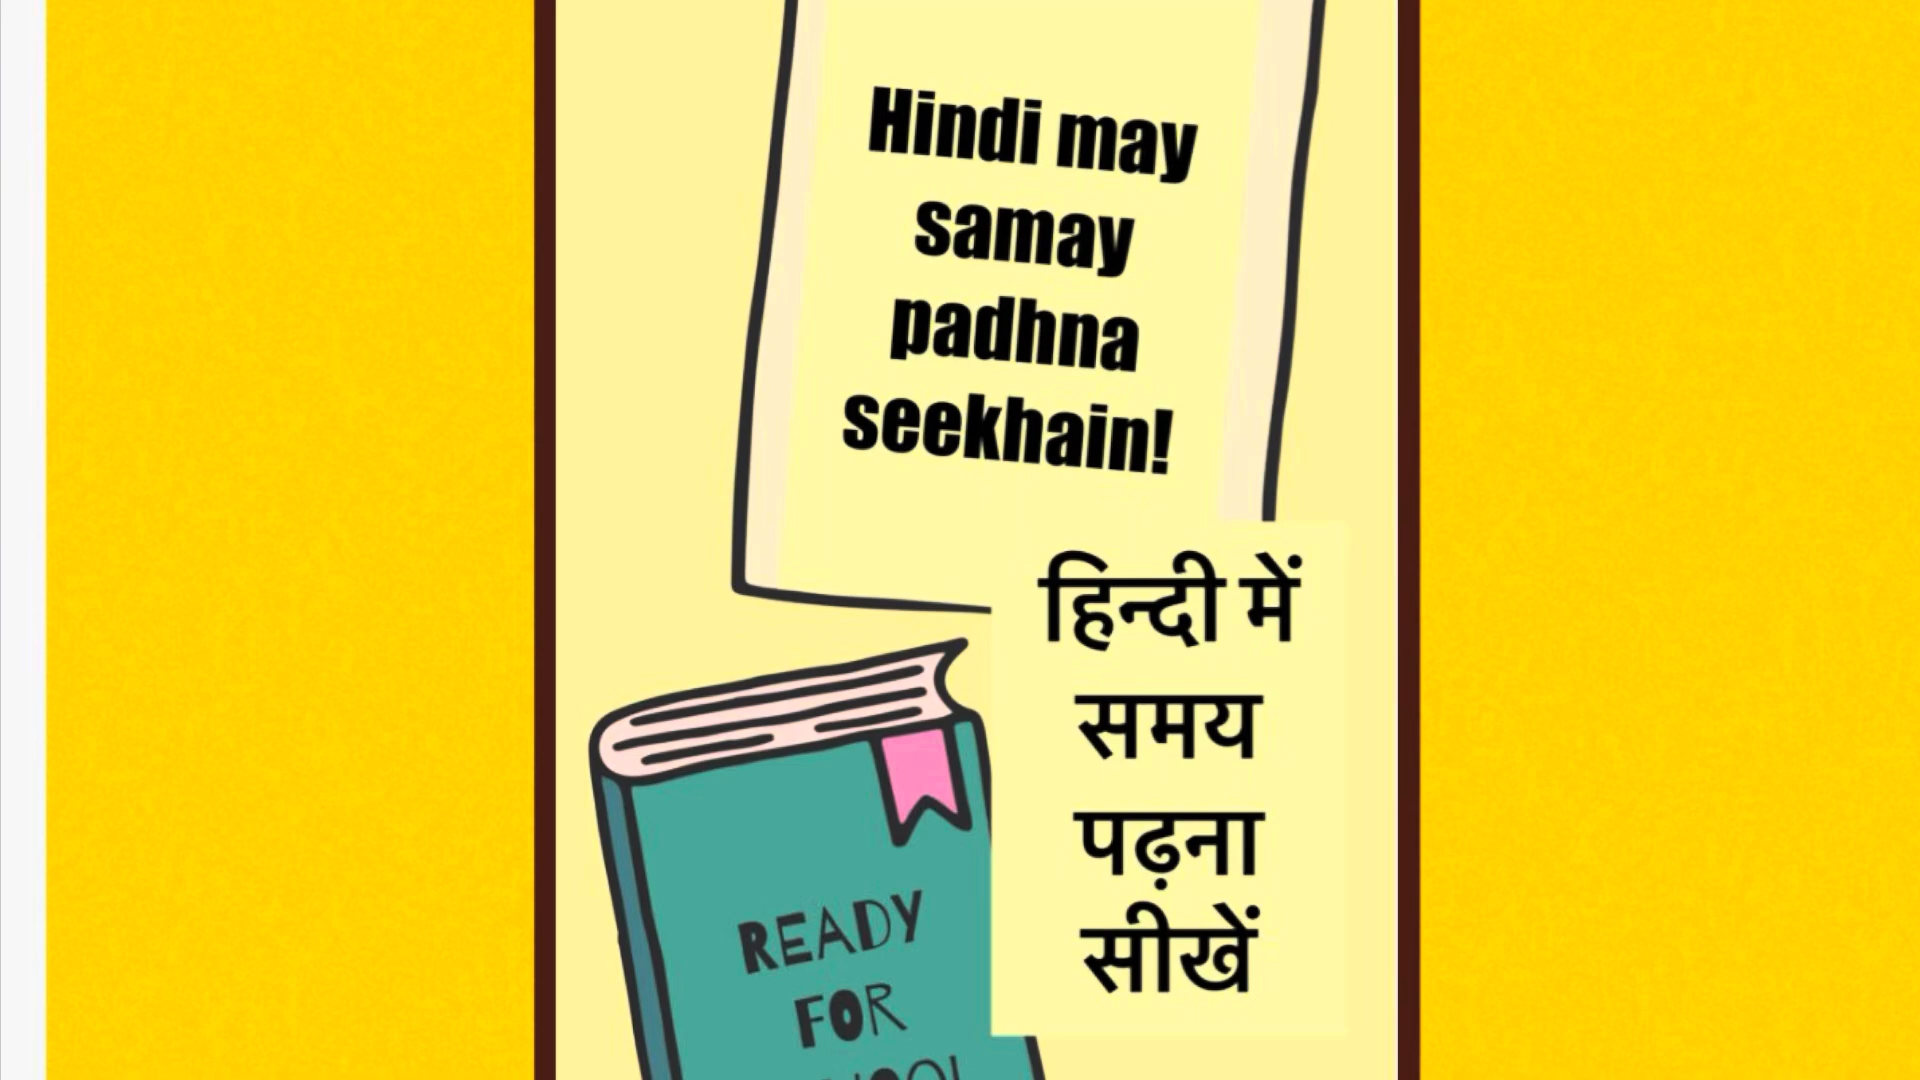 Hindi may
samay
padhna
seekhain!
हिन्दी में
समय
पढ़ना
सीखें
READY
FOR